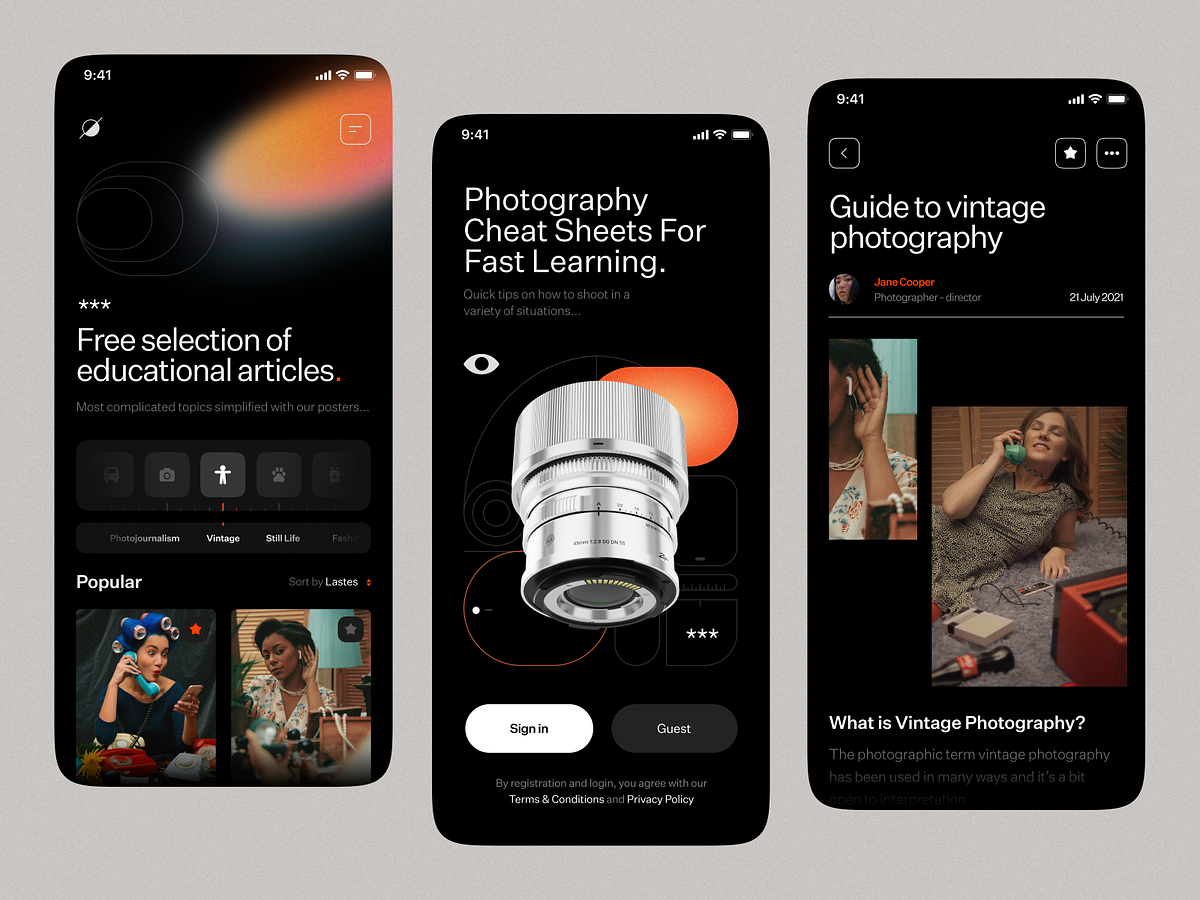 9:41
***
Free selection of
educational articles.
Most complicated topics simplified with our posters...
Photojournalism Vintage Still Life Fashi
Popular
Sort by Lastes
9:41
Photography
Cheat Sheets For
Fast Learning.
Quick tips on how to shoot in a
variety of situations...
45mm 1:2.8 DG DN 55
***
Sign in
Guest
By registration and login, you agree with our
Terms & Conditions and Privacy Policy
9:41
Guide to vintage
photography
Jane Cooper
Photographer - director
21 July 2021
What is Vintage Photography?
The photographic term vintage photography
has been used in many ways and it's a bit
open to interpretation